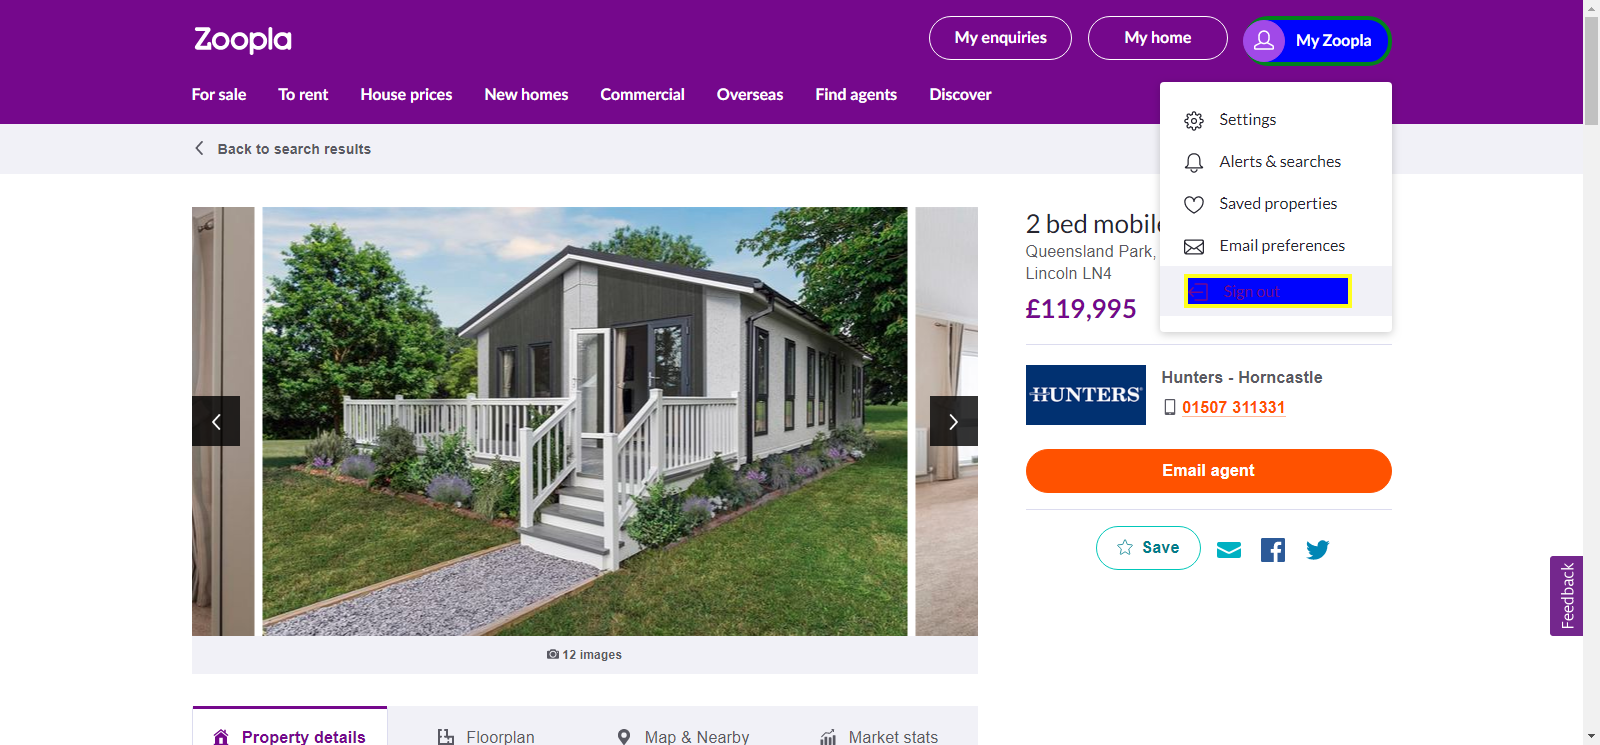 Zoopla
My enquiries
My home
My Zoopla
For sale
To rent
House prices
New homes
Commercial
Overseas
Find agents
Discover
Settings
Alerts & searches
Saved properties
Email preferences
Sign out
Back to search results
2 bed mobile
Queensland Park,
Lincoln LN4
£119,995
HUNTERS
Hunters - Horncastle
01507 311331
Email agent
Save
Feedback
12 images
Property details
Floorplan
Map & Nearby
Market stats